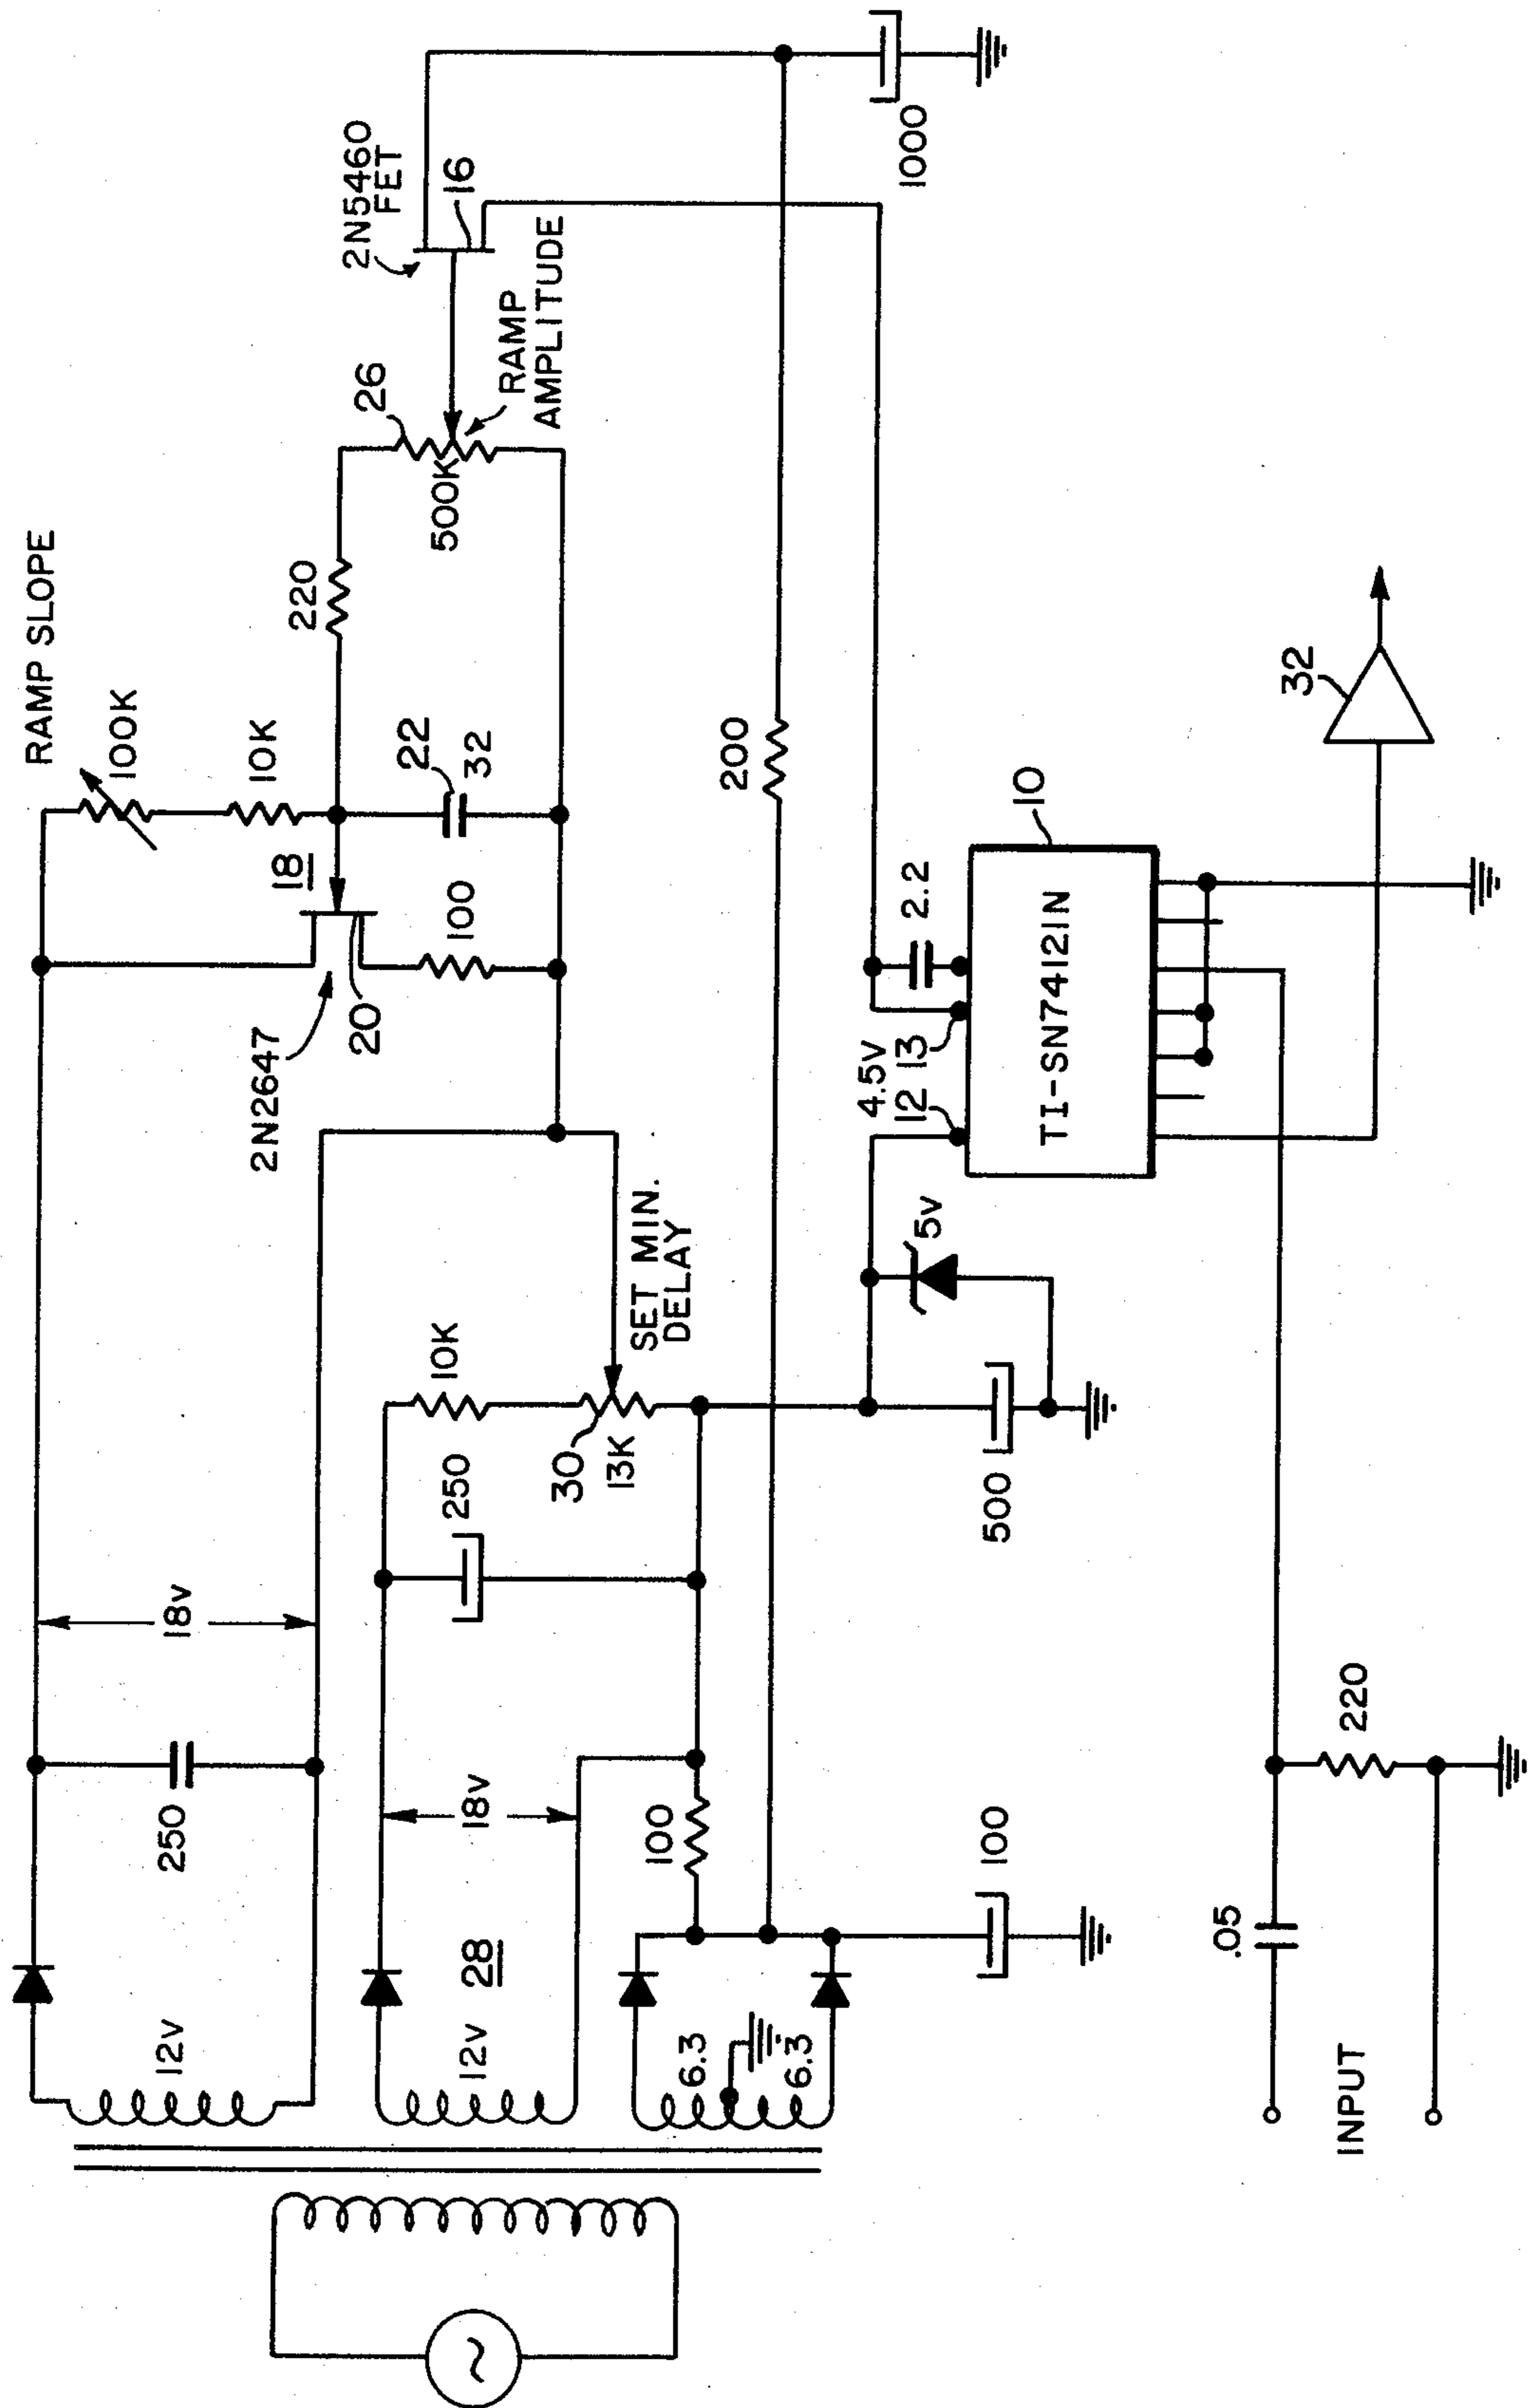 RAMP SLOPE
100K
10K
18
2N2647
20
100
22
32
220
26
500K
RAMP
AMPLITUDE
2N5460
FET
16
1000
200
18V
250
12V
18V
28
12V
250
10K
30
13K
SET MIN.
DELAY
100
6.3
6.3
100
500
5V
4.5V
12
13
2.2
10
TI-SN74121N
32
.05
220
INPUT